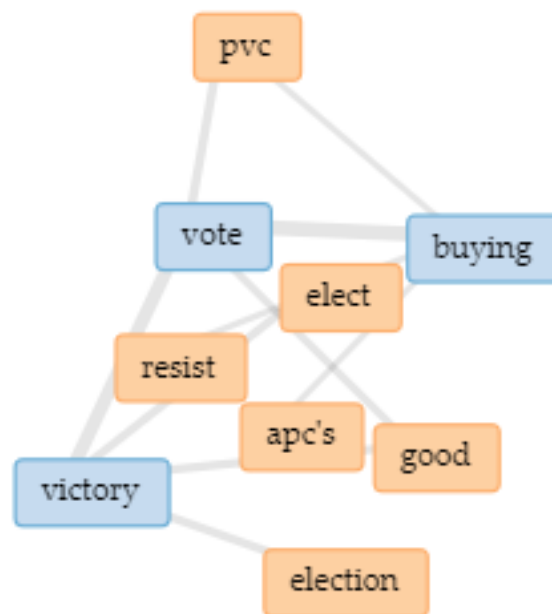 pvc
vote
buying
elect
resist
apc's
good
victory
election